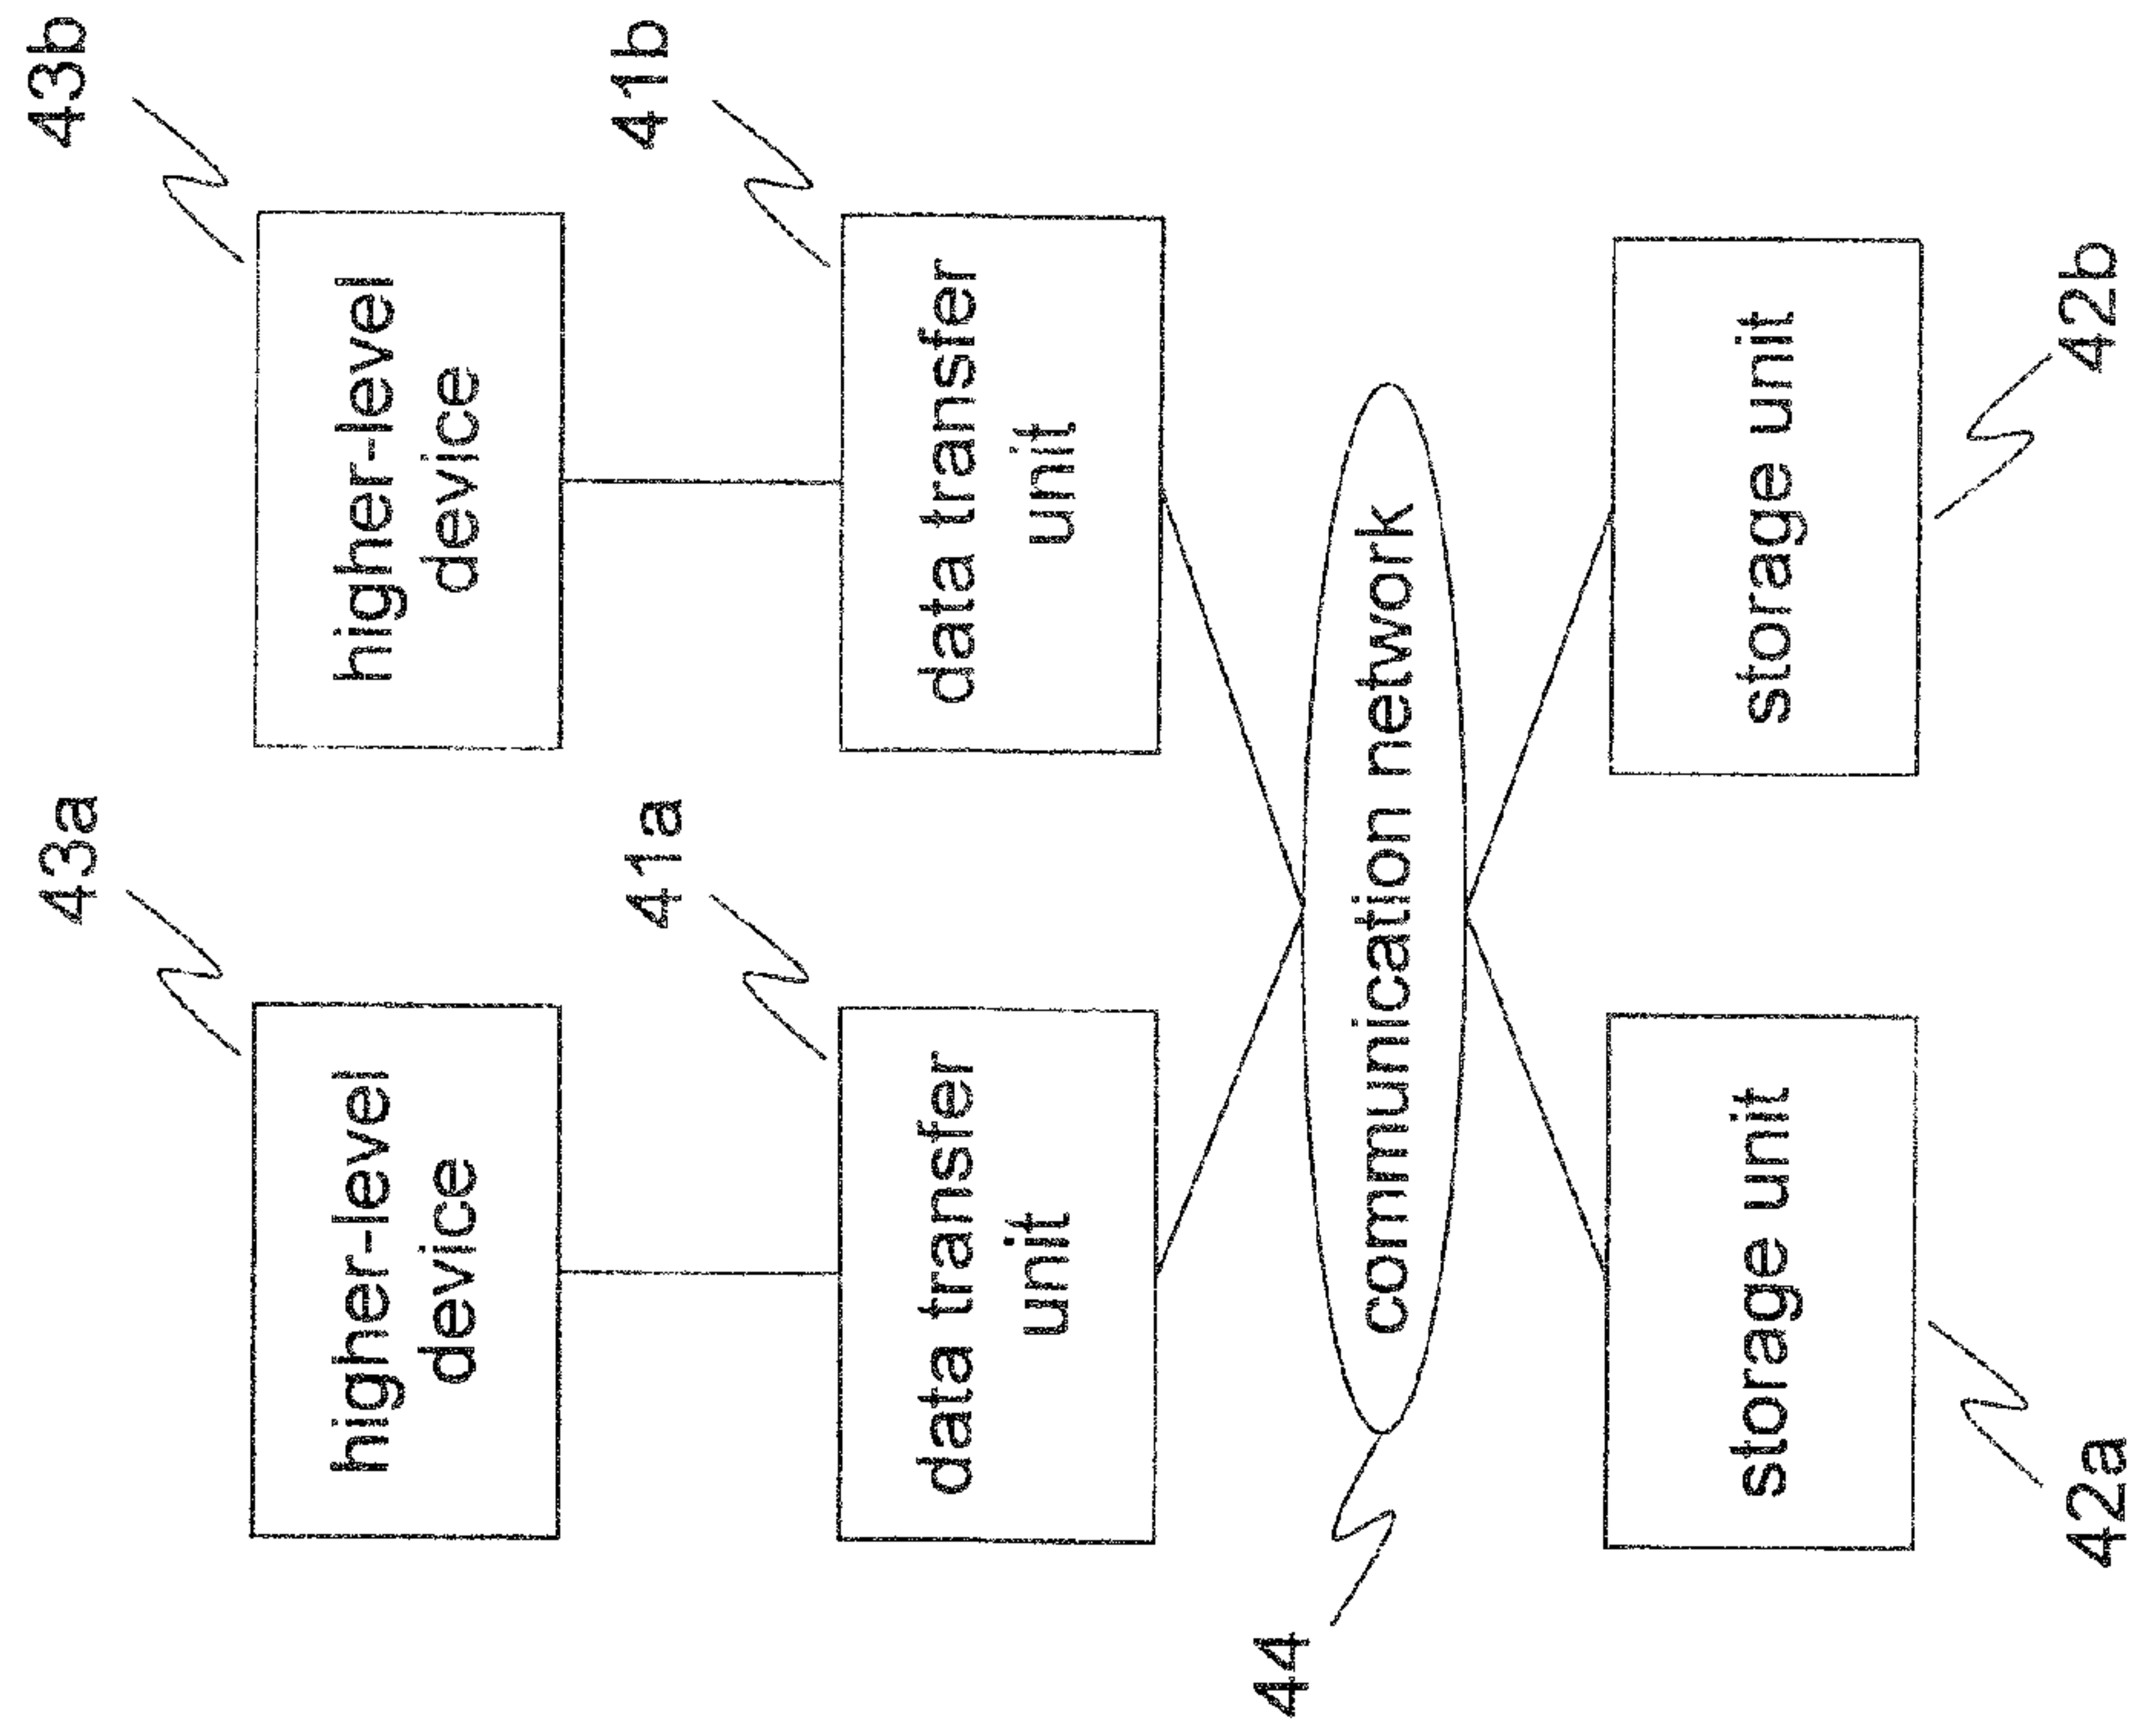 43a
43b
higher-level
device
higher-level
device
41a
41b
data transfer
unit
data transfer
unit
44
communication network
storage unit
storage unit
42a
42b